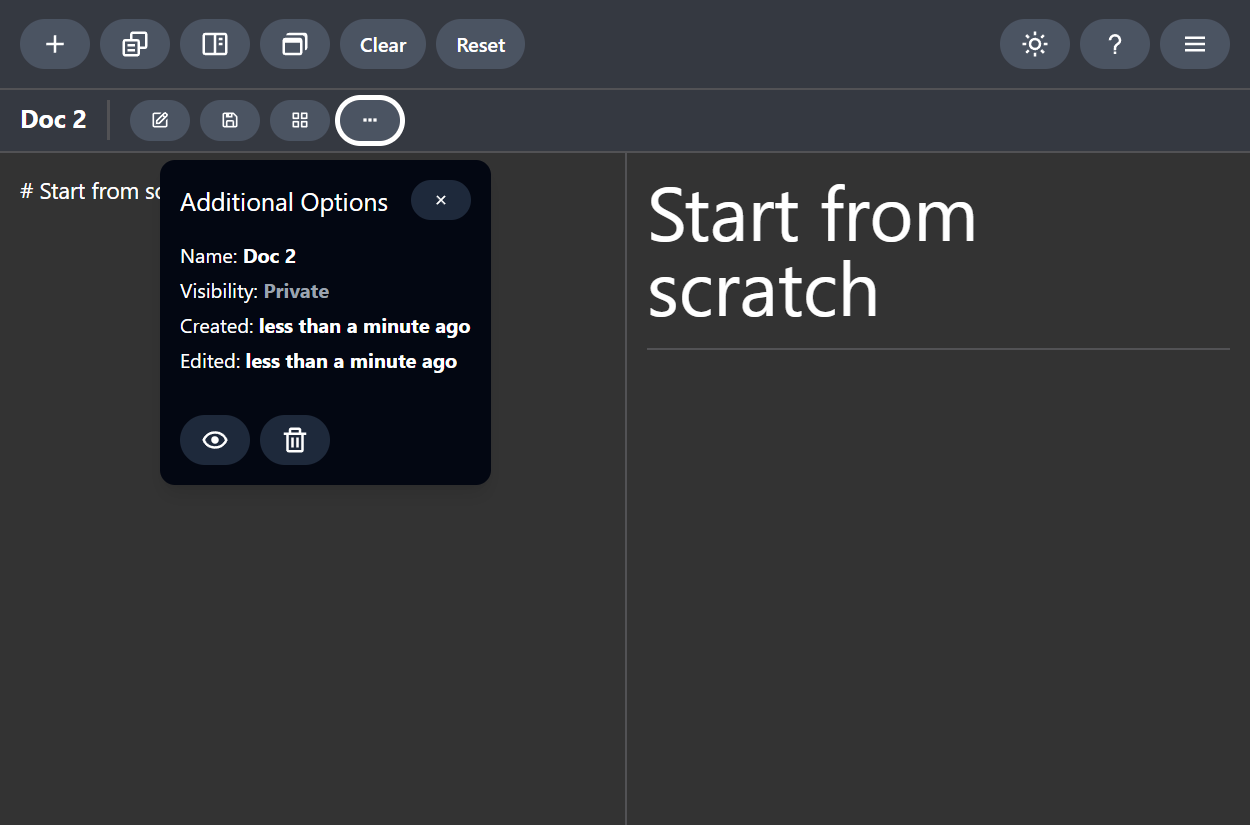 Clear
Reset
?
Doc 2
# Start from sc
Additional Options
Name: Doc 2
Visibility: Private
Created: less than a minute ago
Edited: less than a minute ago
Start from
scratch